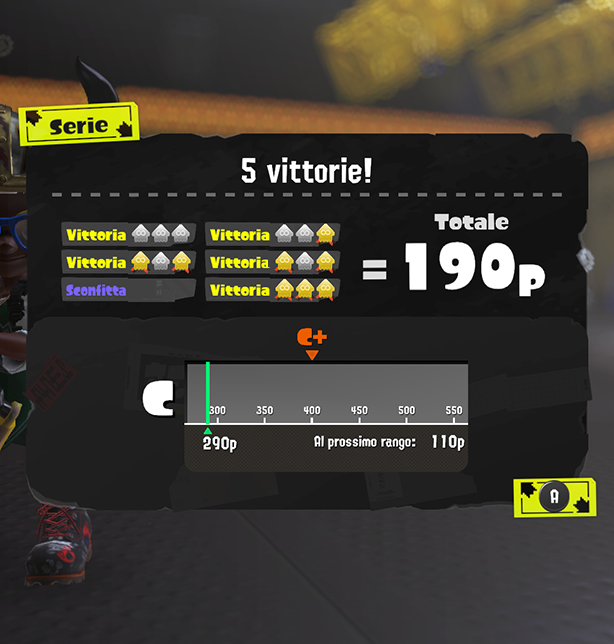 Serie
5 vittorie!
Vittoria Vittoria
Vittoria Vittoria
Sconfitta Vittoria
Totale
= 190p
C+
C
300 350 400 450 500 550
290p Al prossimo rango: 110p
A